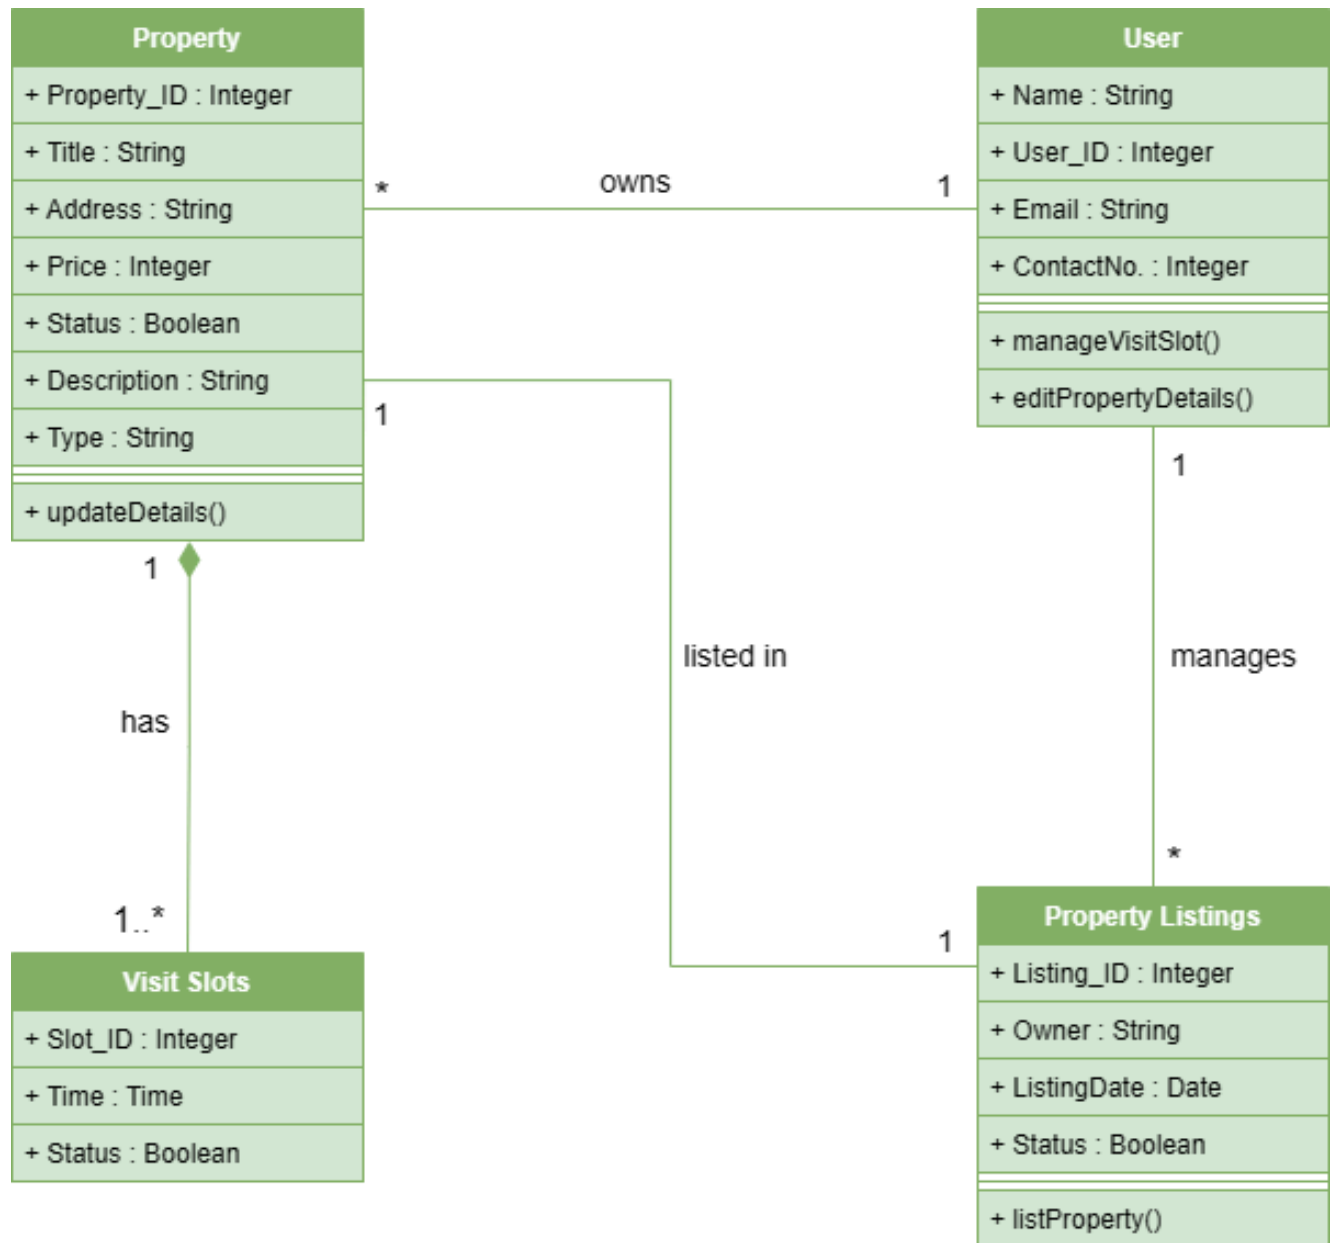 Property
+ Property_ID : Integer
+ Title : String
+ Address : String
+ Price : Integer
+ Status : Boolean
+ Description : String
+ Type : String
+ updateDetails()
* owns 1
User
+ Name : String
+ User_ID : Integer
+ Email : String
+ ContactNo. : Integer
+ manageVisitSlot()
+ editPropertyDetails()
1
listed in
1
1
manages
*
1
has
1..*
Visit Slots
+ Slot_ID : Integer
+ Time : Time
+ Status : Boolean
Property Listings
+ Listing_ID : Integer
+ Owner : String
+ ListingDate : Date
+ Status : Boolean
+ listProperty()